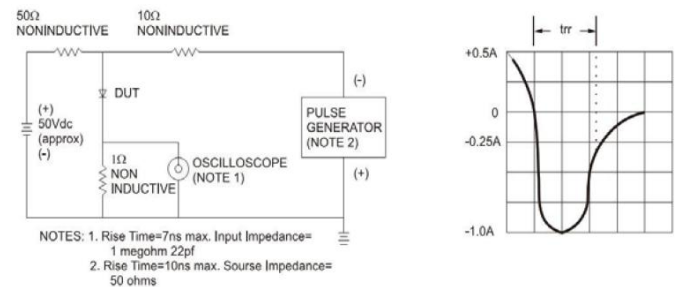 50Ω
NONINDUCTIVE
10Ω
NONINDUCTIVE
DUT
(+)
50Vdc
(approx)
(-)
1Ω
NON
INDUCTIVE
OSCILLOSCOPE
(NOTE 1)
(-)
PULSE
GENERATOR
(NOTE 2)
(+)
NOTES: 1. Rise Time=7ns max. Input Impedance=
1 megohm 22pf
2. Rise Time=10ns max. Sourse Impedance=
50 ohms
trr
+0.5A
0
-0.25A
-1.0A